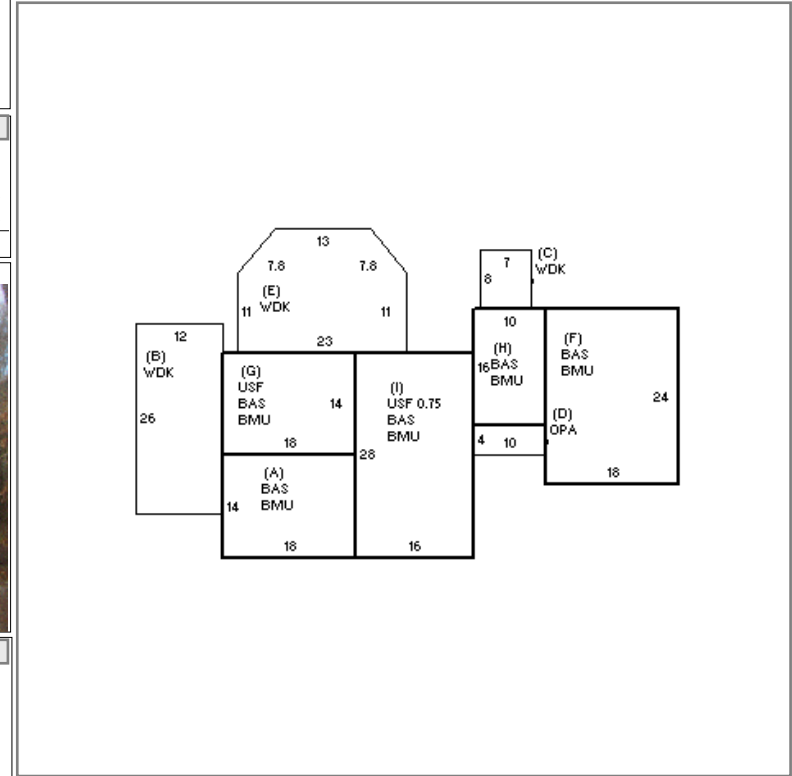 13
7.8 7.8
(E)
WDK
11 11
23
7
8
(C)
WDK
12
(B)
WDK
26
(G)
USF
BAS
BMU
14
18
(A)
BAS
BMU
14
18
(I)
USF 0.75
BAS
BMU
28
16
10
(H)
16 BAS
BMU
4 10
(F)
BAS
BMU
24
(D)
OPA
18